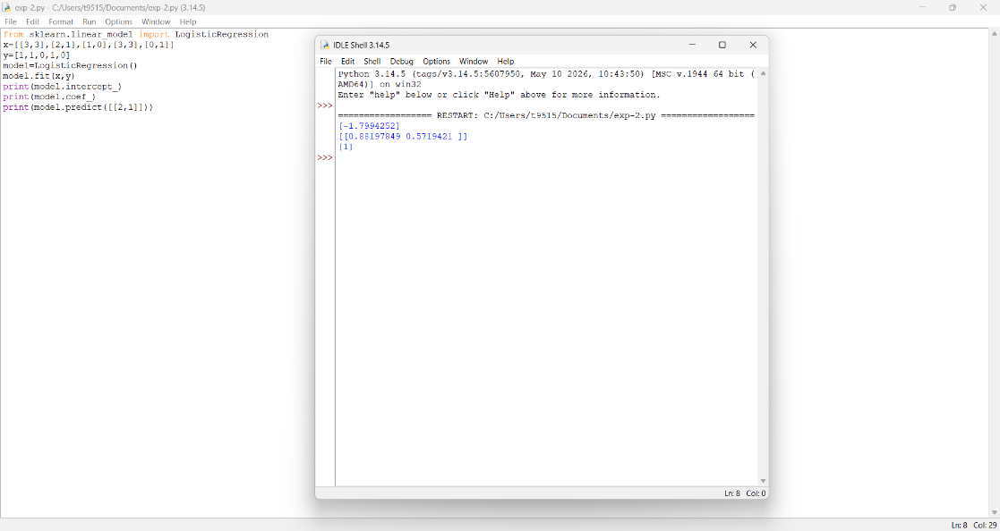 exp-2.py - C:/Users/t9515/Documents/exp-2.py (3.14.5)
File Edit Format Run Options Window Help
from sklearn.linear_model import LogisticRegression
x=[[3,3],[2,1],[1,0],[3,3],[0,1]]
y=[1,1,0,1,0]
model=LogisticRegression()
model.fit(x,y)
print(model.intercept_)
print(model.coef_)
print(model.predict([[2,1]]))
IDLE Shell 3.14.5
File Edit Shell Debug Options Window Help
Python 3.14.5 (tags/v3.14.5:5607950, May 10 2026, 10:43:50) [MSC v.1944 64 bit (
AMD64)] on win32
Enter "help" below or click "Help" above for more information.
>>>
================== RESTART: C:/Users/t9515/Documents/exp-2.py ==================
[-1.7994252]
[[0.88197849 0.5719421 ]]
[1]
>>>
Ln: 8 Col: 0
Ln: 8 Col: 29